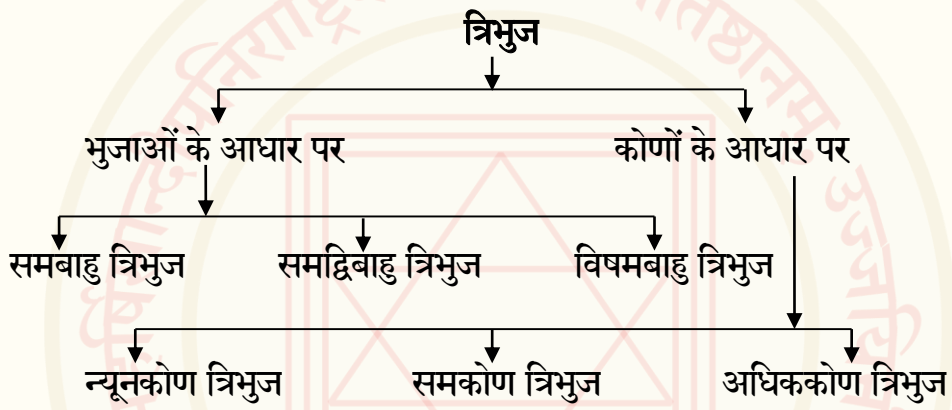 त्रिभुज
भुजाओं के आधार पर कोणों के आधार पर
समबाहु त्रिभुज समद्विबाहु त्रिभुज विषमबाहु त्रिभुज
न्यूनकोण त्रिभुज समकोण त्रिभुज अधिककोण त्रिभुज